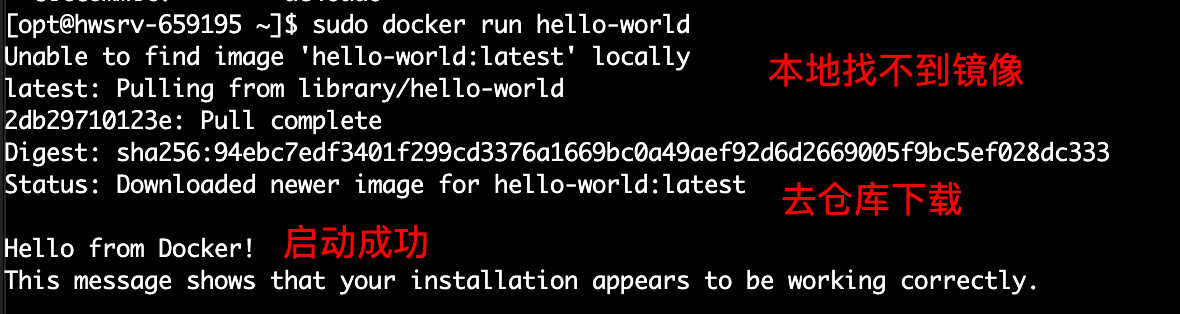 [opt@hwsrv-659195 ~]$ sudo docker run hello-world
Unable to find image 'hello-world:latest' locally
本地找不到镜像
latest: Pulling from library/hello-world
2db29710123e: Pull complete
Digest: sha256:94ebc7edf3401f299cd3376a1669bc0a49aef92d6d2669005f9bc5ef028dc333
Status: Downloaded newer image for hello-world:latest
去仓库下载
Hello from Docker!
启动成功
This message shows that your installation appears to be working correctly.